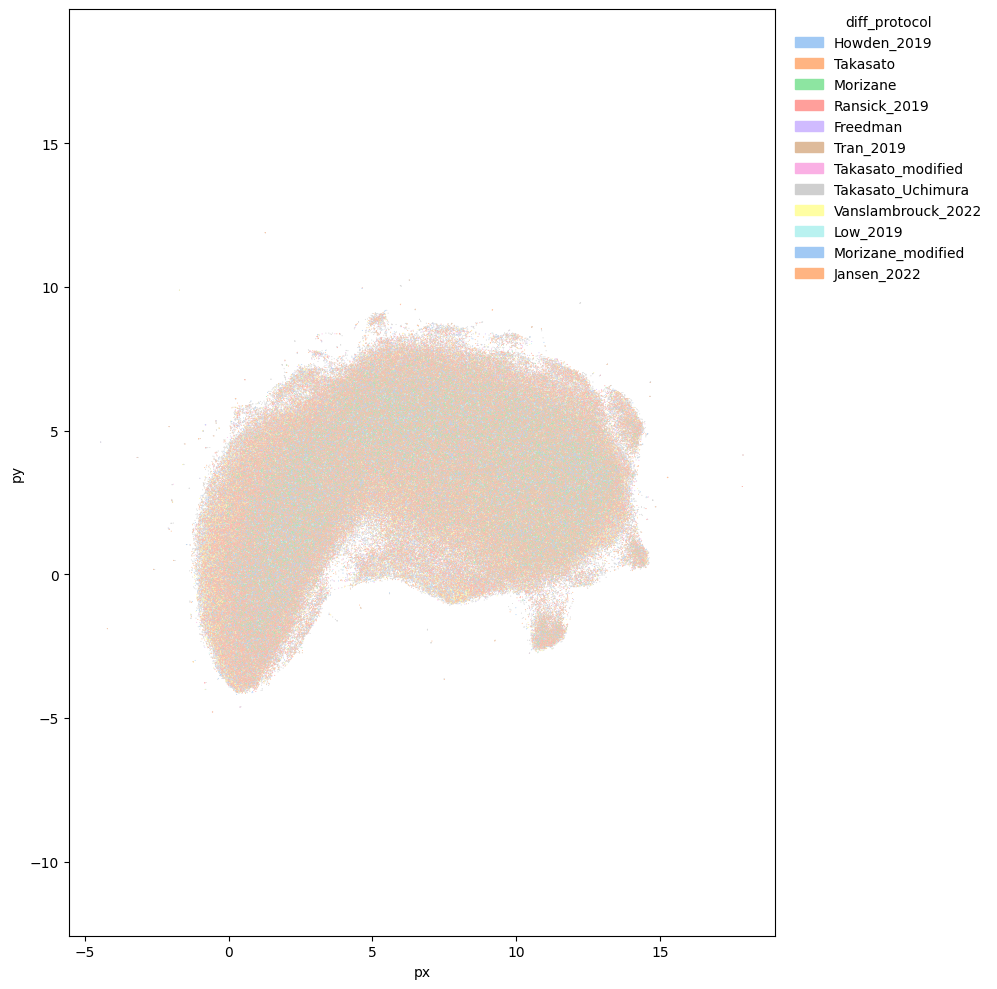 diff_protocol
Howden_2019
Takasato
Morizane
Ransick_2019
Freedman
Tran_2019
Takasato_modified
Takasato_Uchimura
Vanslambrouck_2022
Low_2019
Morizane_modified
Jansen_2022
py
15
10
5
0
−5
−10
−5
0
5
10
15
px